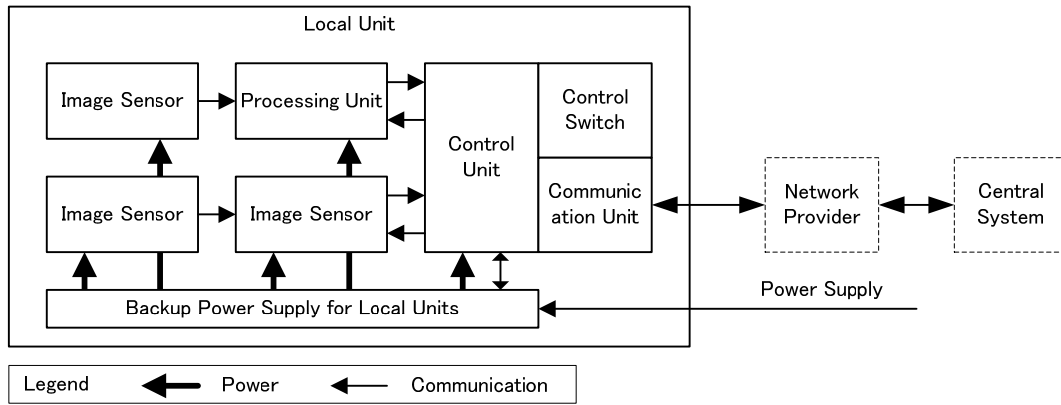 Local Unit
Image Sensor
Processing Unit
Control
Unit
Control
Switch
Image Sensor
Image Sensor
Communic
ation Unit
Network
Provider
Central
System
Backup Power Supply for Local Units
Power Supply
Legend
Power
Communication